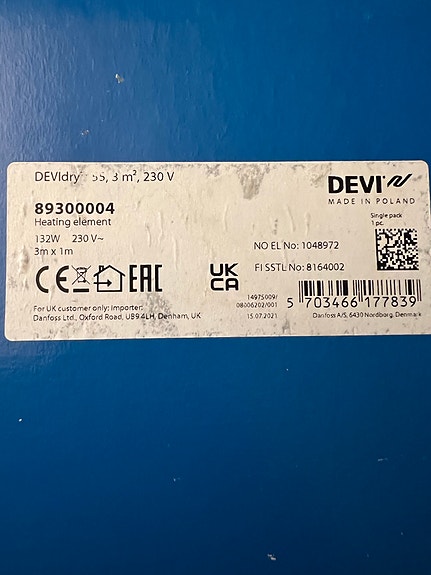 DEVIdry 55, 3 m², 230 V
DEVI
MADE IN POLAND
89300004
Heating element
132W 230 V~
3m x 1m
Single pack
1 pc.
NO EL No: 1048972
FI SSTL No: 8164002
CE EAC
UK
CA
14975009r
08006202/001
15.07.2021
5 703466 177839
For UK customer only: Importer:
Danfoss Ltd., Oxford Road, UB9 4LH, Denham, UK
Danfoss A/S, 6430 Nordborg, Denmark